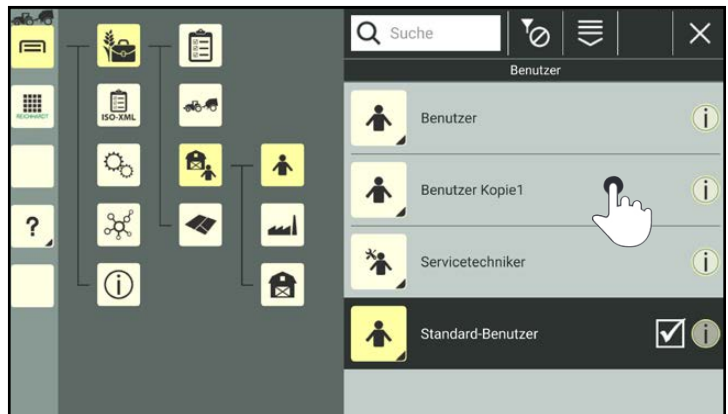 Suche
Benutzer
REICHHARDT
ISO-XML
?
Benutzer
Benutzer Kopie1
Servicetechniker
Standard-Benutzer